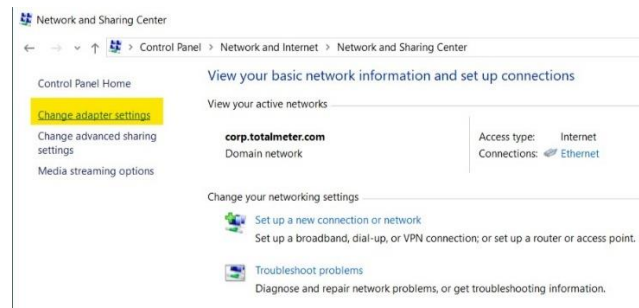 Network and Sharing Center
Control Panel > Network and Internet > Network and Sharing Center
Control Panel Home
Change adapter settings
Change advanced sharing
settings
Media streaming options
View your basic network information and set up connections
View your active networks
corp.totalmeter.com
Domain network
Access type: Internet
Connections: Ethernet
Change your networking settings
Set up a new connection or network
Set up a broadband, dial-up, or VPN connection; or set up a router or access point.
Troubleshoot problems
Diagnose and repair network problems, or get troubleshooting information.